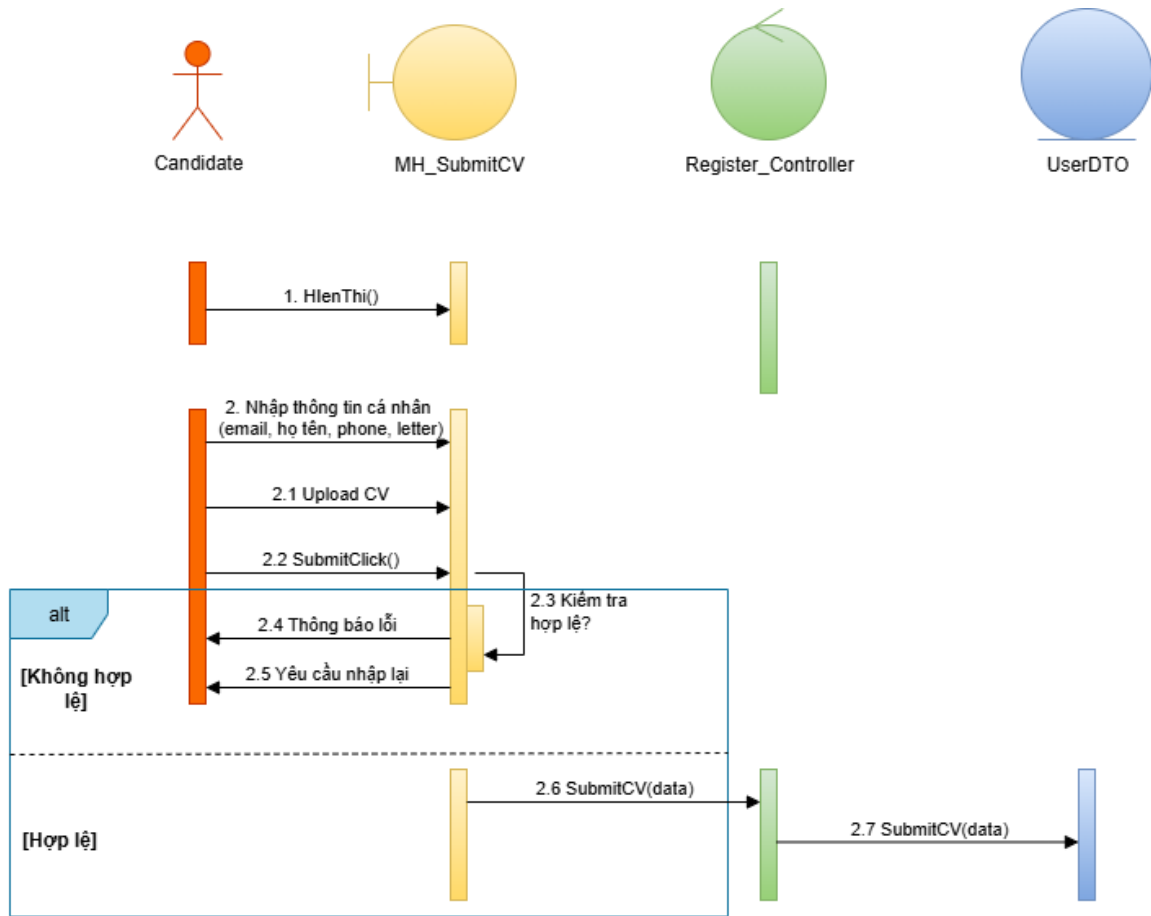 Candidate
MH_SubmitCV
Register_Controller
UserDTO
1. HIenThi()
2. Nhập thông tin cá nhân
(email, họ tên, phone, letter)
2.1 Upload CV
2.2 SubmitClick()
alt
2.3 Kiểm tra
hợp lệ?
2.4 Thông báo lỗi
[Không hợp
lệ]
2.5 Yêu cầu nhập lại
2.6 SubmitCV(data)
[Hợp lệ]
2.7 SubmitCV(data)